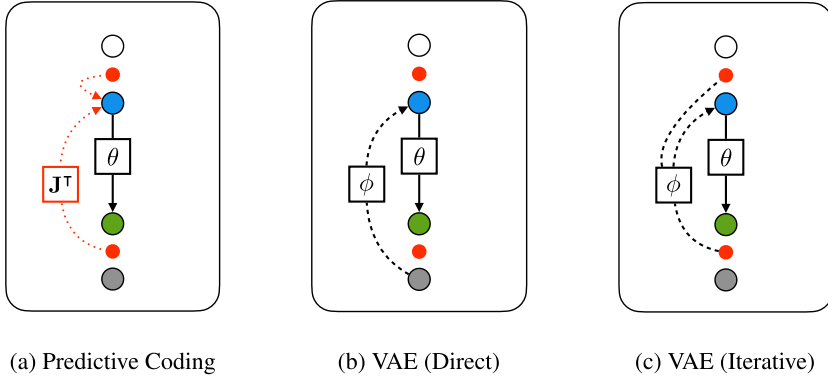 θ
θ
θ
J⊤
ϕ
ϕ
(a) Predictive Coding
(b) VAE (Direct)
(c) VAE (Iterative)